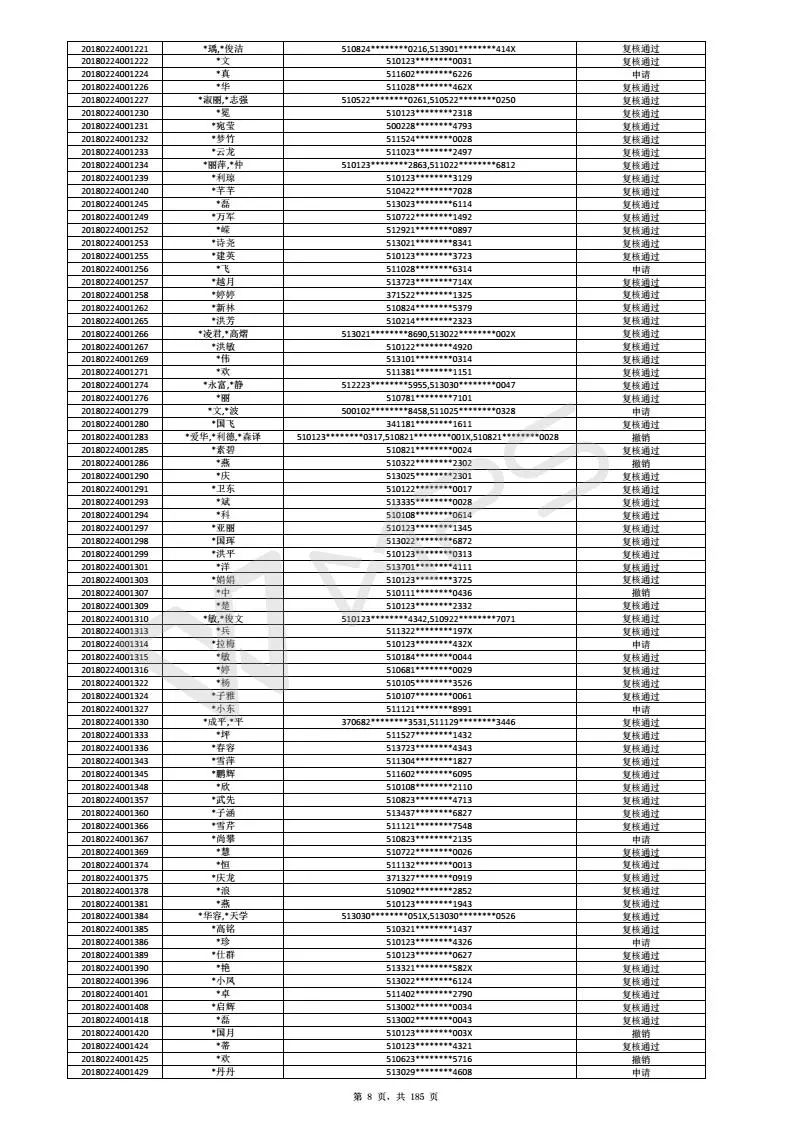 20180224001221 *瑀,*俊洁 510824********0216,513901********414X 复核通过
20180224001222 *文 510123********0031 复核通过
20180224001224 *真 511602********6226 申请
20180224001226 *华 511028********462X 复核通过
20180224001227 *淑丽,*志强 510522********0261,510522********0250 复核通过
20180224001230 *冕 510123********2318 复核通过
20180224001231 *宛莹 500228********4793 复核通过
20180224001232 *梦竹 511524********0028 复核通过
20180224001233 *云龙 511023********2497 复核通过
20180224001234 *丽萍,*仲 510123********2863,511022********6812 复核通过
20180224001239 *利琼 510123********3129 复核通过
20180224001240 *芊芊 510422********7028 复核通过
20180224001245 *磊 513023********6114 复核通过
20180224001249 *万军 510722********1492 复核通过
20180224001252 *嵘 512921********0897 复核通过
20180224001253 *诗尧 513021********8341 复核通过
20180224001255 *建英 510123********3723 复核通过
20180224001256 *飞 511028********6314 申请
20180224001257 *越月 513723********714X 复核通过
20180224001258 *婷婷 371522********1325 复核通过
20180224001262 *新林 510824********5379 复核通过
20180224001265 *洪芳 510214********2323 复核通过
20180224001266 *凌君,*高熠 513021********8690,513022********002X 复核通过
20180224001267 *洪敏 510122********4920 复核通过
20180224001269 *伟 513101********0314 复核通过
20180224001271 *欢 511381********1151 复核通过
20180224001274 *永富,*静 512223********5955,513030********0047 复核通过
20180224001276 *丽 510781********7101 复核通过
20180224001279 *文,*波 500102********8458,511025********0328 申请
20180224001280 *国飞 341181********1611 复核通过
20180224001283 *爱华,*利德,*森译 510123********0317,510821********001X,510821********0028 撤销
20180224001285 *素碧 510821********0024 复核通过
20180224001286 *燕 510322********2302 撤销
20180224001290 *庆 513025********2301 复核通过
20180224001291 *卫东 510122********0017 复核通过
20180224001293 *斌 513335********0028 复核通过
20180224001294 *科 510108********0614 复核通过
20180224001297 *亚丽 510123********1345 复核通过
20180224001298 *国珲 513022********6872 复核通过
20180224001299 *洪平 510123********0313 复核通过
20180224001301 *洋 513701********4111 复核通过
20180224001303 *娟娟 510123********3725 复核通过
20180224001307 *中 510111********0436 撤销
20180224001309 *楚 510123********2332 复核通过
20180224001310 *敏,*俊文 510123********4342,510922********7071 复核通过
20180224001313 *兵 511322********197X 复核通过
20180224001314 *拉梅 510123********432X 申请
20180224001315 *敏 510184********0044 复核通过
20180224001316 *婷 510681********0029 复核通过
20180224001322 *杨 510105********3526 复核通过
20180224001324 *子雅 510107********0061 复核通过
20180224001327 *小东 511121********8991 申请
20180224001330 *成平,*平 370682********3531,511129********3446 复核通过
20180224001333 *坪 511527********1432 复核通过
20180224001336 *春容 513723********4343 复核通过
20180224001343 *雪萍 511304********1827 复核通过
20180224001345 *鹏辉 511602********6095 复核通过
20180224001348 *欣 510108********2110 复核通过
20180224001357 *武先 510823********4713 复核通过
20180224001360 *子涵 513437********6827 复核通过
20180224001366 *雪芹 511121********7548 复核通过
20180224001367 *尚攀 510823********2135 申请
20180224001369 *慧 510722********0026 复核通过
20180224001374 *恒 511132********0013 复核通过
20180224001375 *庆龙 371327********0919 复核通过
20180224001378 *浪 510902********2852 复核通过
20180224001381 *燕 510123********1943 复核通过
20180224001384 *华容,*天学 513030********051X,513030********0526 复核通过
20180224001385 *高铭 510321********1437 复核通过
20180224001386 *珍 510123********4326 申请
20180224001389 *仕群 510123********0627 复核通过
20180224001390 *艳 513321********582X 复核通过
20180224001396 *小凤 513022********6124 复核通过
20180224001401 *卓 511402********2790 复核通过
20180224001408 *启辉 513002********0034 复核通过
20180224001418 *磊 513002********0043 复核通过
20180224001420 *国月 510123********003X 撤销
20180224001424 *蒂 510123********4321 复核通过
20180224001425 *欢 510623********5716 撤销
20180224001429 *丹丹 513029********4608 申请
第 8 页, 共 185 页